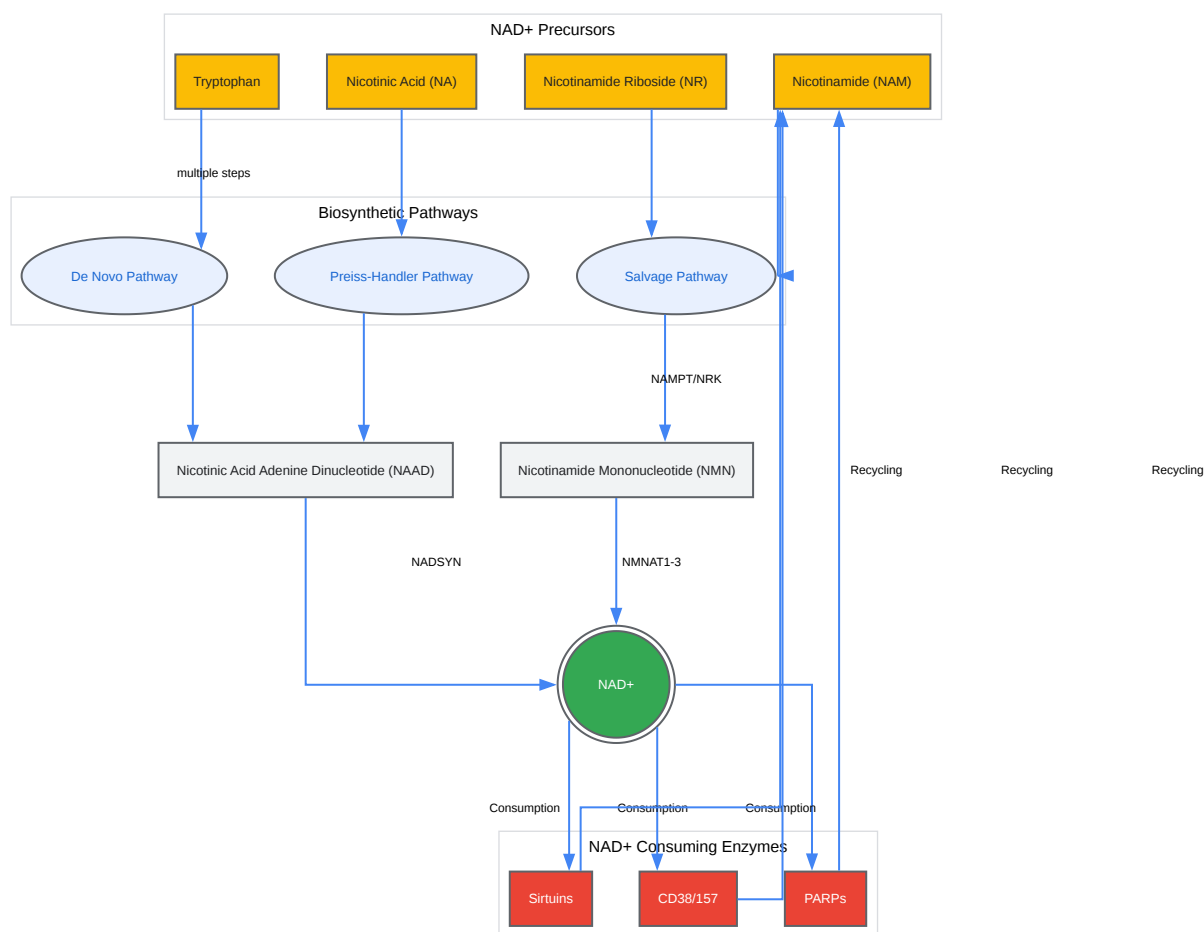 NAD+ Precursors
Tryptophan
Nicotinic Acid (NA)
Nicotinamide Riboside (NR)
Nicotinamide (NAM)
multiple steps
Biosynthetic Pathways
De Novo Pathway
Preiss-Handler Pathway
Salvage Pathway
NAMPT/NRK
Nicotinic Acid Adenine Dinucleotide (NAAD)
Nicotinamide Mononucleotide (NMN)
Recycling
Recycling
Recycling
NADSYN
NMNAT1-3
NAD+
Consumption
Consumption
Consumption
NAD+ Consuming Enzymes
Sirtuins
CD38/157
PARPs